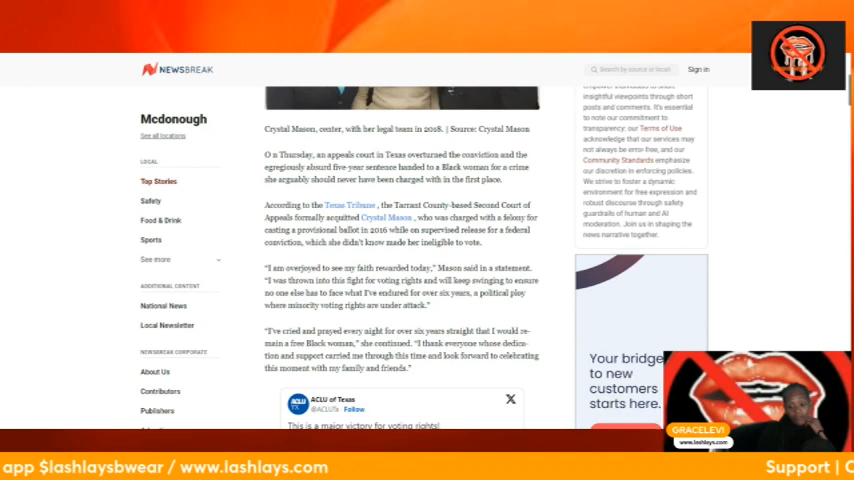 NEWSBREAK
Search by source or locati
Sign in
Mcdonough
See all locations
LOCAL
Top Stories
Safety
Food & Drink
Sports
See more
ADDITIONAL CONTENT
National News
Local Newsletter
NEWSBREAK CORPORATE
About Us
Contributors
Publishers
Crystal Mason, center, with her legal team in 2018. | Source: Crystal Mason
O n Thursday, an appeals court in Texas overturned the conviction and the
egregiously absurd five-year sentence handed to a Black woman for a crime
she arguably should never have been charged with in the first place.
According to the Texas Tribune , the Tarrant County-based Second Court of
Appeals formally acquitted Crystal Mason , who was charged with a felony for
casting a provisional ballot in 2016 while on supervised release for a federal
conviction, which she didn't know made her ineligible to vote.
“I am overjoyed to see my faith rewarded today,” Mason said in a statement.
“I was thrown into this fight for voting rights and will keep swinging to ensure
no one else has to face what I've endured for over six years, a political ploy
where minority voting rights are under attack.”
“I've cried and prayed every night for over six years straight that I would re-
main a free Black woman,” she continued. “I thank everyone whose dedica-
tion and support carried me through this time and look forward to celebrating
this moment with my family and friends.”
ACLU
TX
ACLU of Texas
@ACLUTx Follow
X
This is a major victory for voting rights!
empower individuals to share
insightful viewpoints through short
posts and comments. It's essential
to note our commitment to
transparency: our Terms of Use
acknowledge that our services may
not always be error-free, and our
Community Standards emphasize
our discretion in enforcing policies.
We strive to foster a dynamic
environment for free expression and
robust discourse through safety
guardrails of human and AI
moderation. Join us in shaping the
news narrative together.
Your bridge
to new
customers
starts here.
GRACELEVI
www.lashlays.com
app $lashlaysbwear / www.lashlays.com
Support |